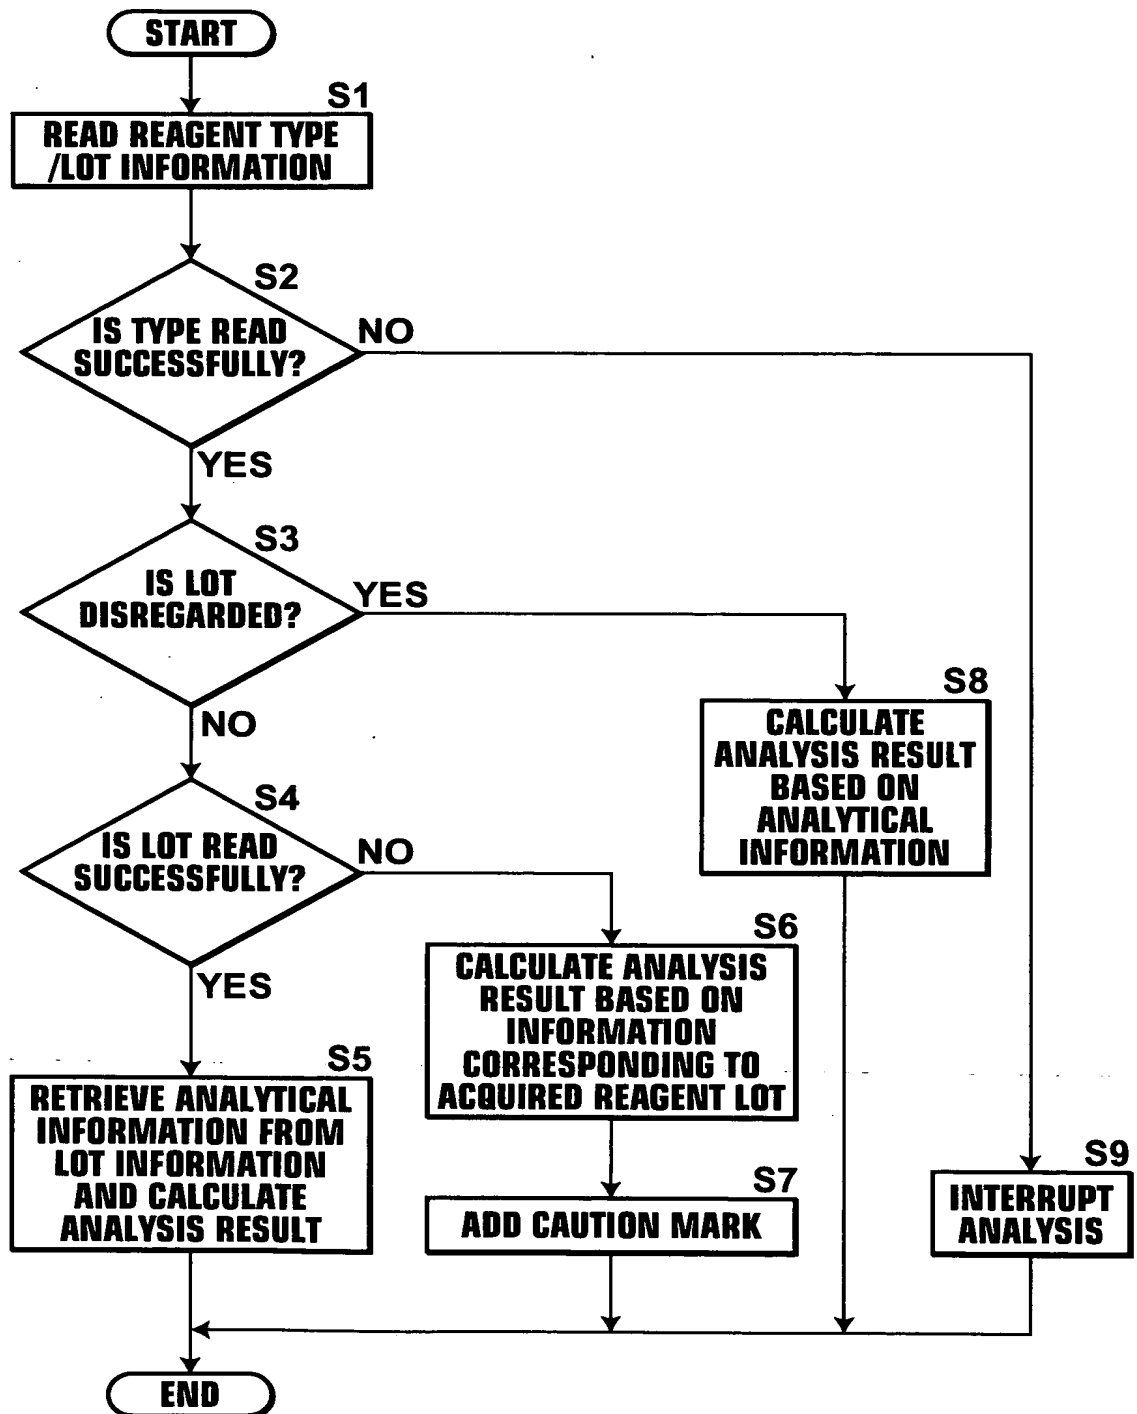 START
S1
READ REAGENT TYPE
/LOT INFORMATION
S2
IS TYPE READ
SUCCESSFULLY?
NO
YES
S3
IS LOT
DISREGARDED?
YES
NO
S8
CALCULATE
ANALYSIS RESULT
BASED ON
ANALYTICAL
INFORMATION
S4
IS LOT READ
SUCCESSFULLY?
NO
YES
S6
CALCULATE ANALYSIS
RESULT BASED ON
INFORMATION
CORRESPONDING TO
ACQUIRED REAGENT LOT
S5
RETRIEVE ANALYTICAL
INFORMATION FROM
LOT INFORMATION
AND CALCULATE
ANALYSIS RESULT
S7
ADD CAUTION MARK
S9
INTERRUPT
ANALYSIS
END